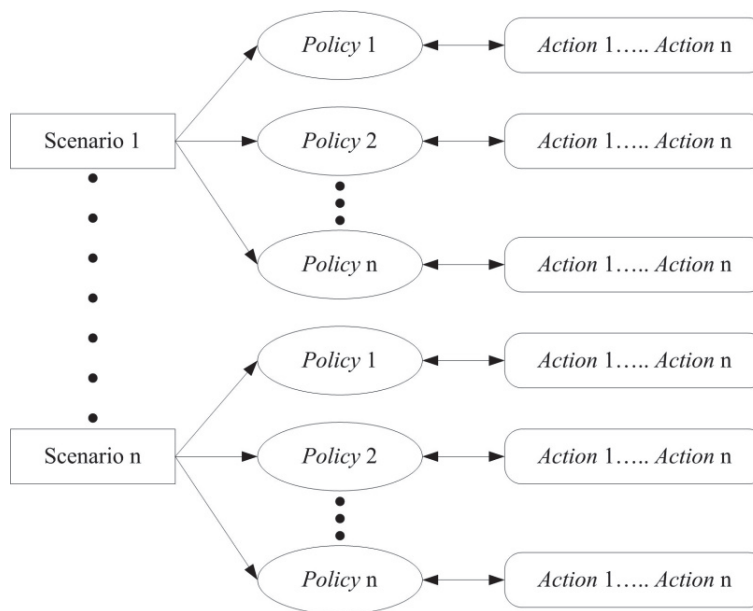 Policy 1
Action 1….. Action n
Scenario 1
Policy 2
Action 1….. Action n
Policy n
Action 1….. Action n
Policy 1
Action 1….. Action n
Scenario n
Policy 2
Action 1….. Action n
Policy n
Action 1….. Action n